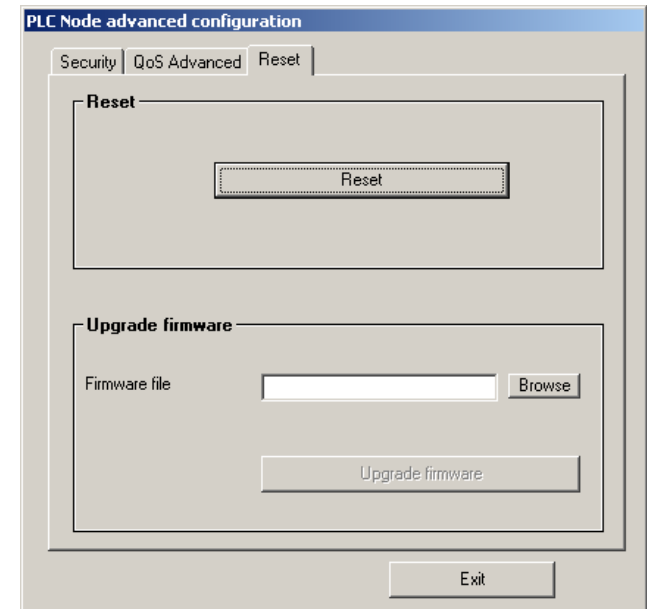 PLC Node advanced configuration
Security QoS Advanced Reset
Reset
Reset
Upgrade firmware
Firmware file Browse
Upgrade firmware
Exit